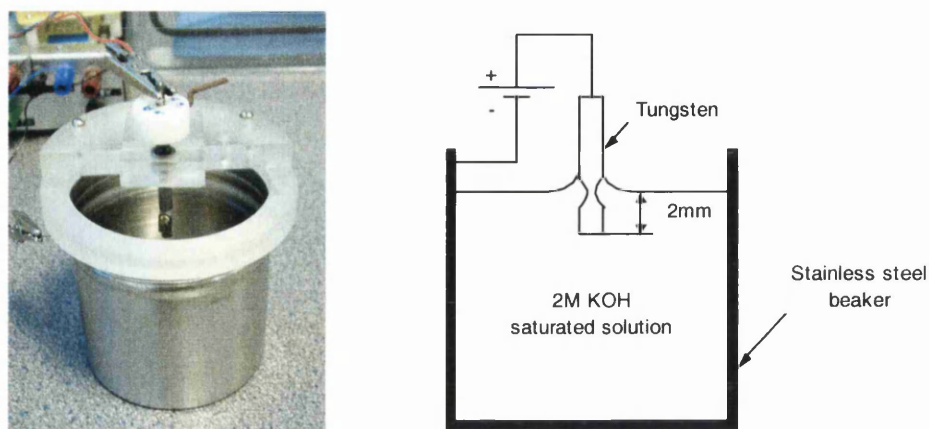 +
-
Tungsten
2mm
Stainless steel
beaker
2M KOH
saturated solution